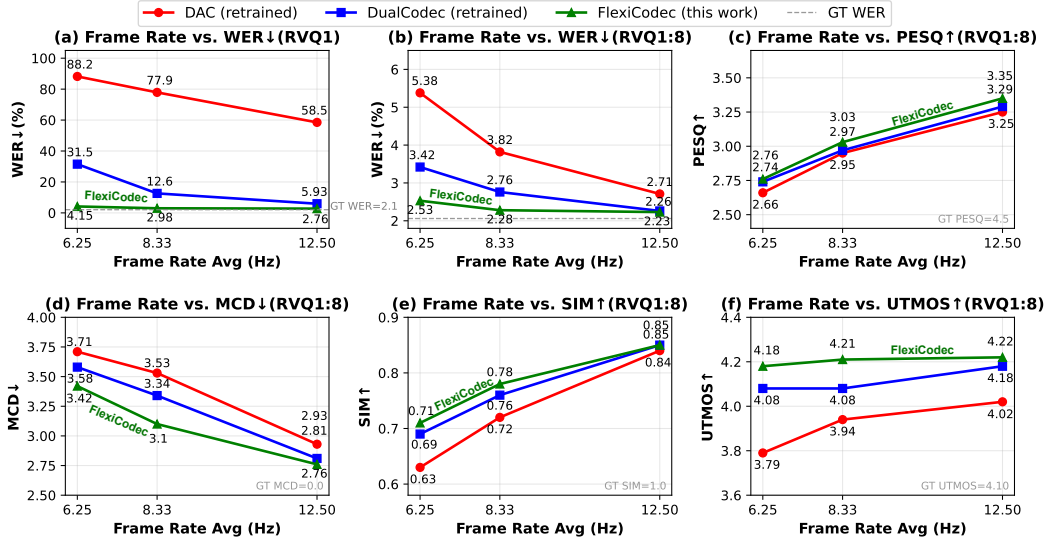 DAC (retrained) DualCodec (retrained) FlexiCodec (this work) GT WER
(a) Frame Rate vs. WER↓(RVQ1)
WER↓(%)
100
80
60
40
20
0
88.2
77.9
58.5
31.5
12.6
5.93
FlexiCodec
GT WER=2.1
4.15
2.98
2.76
6.25 8.33 12.50
Frame Rate Avg (Hz)
(b) Frame Rate vs. WER↓(RVQ1:8)
WER↓(%)
6
5
4
3
2
1
5.38
3.82
2.71
3.42
2.76
2.26
FlexiCodec
2.53
2.28
2.23
6.25 8.33 12.50
Frame Rate Avg (Hz)
(c) Frame Rate vs. PESQ↑(RVQ1:8)
PESQ↑
3.50
3.25
3.00
2.75
2.50
3.35
3.29
FlexiCodec
3.25
3.03
2.97
2.95
2.76
2.74
2.66
GT PESQ=4.5
6.25 8.33 12.50
Frame Rate Avg (Hz)
(d) Frame Rate vs. MCD↓(RVQ1:8)
MCD↓
4.00
3.75
3.50
3.25
3.00
2.75
2.50
3.71
3.53
3.58
3.34
3.42
FlexiCodec
3.1
2.93
2.81
2.76
GT MCD=0.0
6.25 8.33 12.50
Frame Rate Avg (Hz)
(e) Frame Rate vs. SIM↑(RVQ1:8)
SIM↑
0.9
0.8
0.7
0.6
0.85
0.85
0.84
0.78
FlexiCodec
0.76
0.72
0.71
0.69
0.63
GT SIM=1.0
6.25 8.33 12.50
Frame Rate Avg (Hz)
(f) Frame Rate vs. UTMOS↑(RVQ1:8)
UTMOS↑
4.4
4.2
4.0
3.8
3.6
4.18
4.21
4.22
FlexiCodec
4.08
4.08
4.18
3.79
3.94
4.02
GT UTMOS=4.10
6.25 8.33 12.50
Frame Rate Avg (Hz)